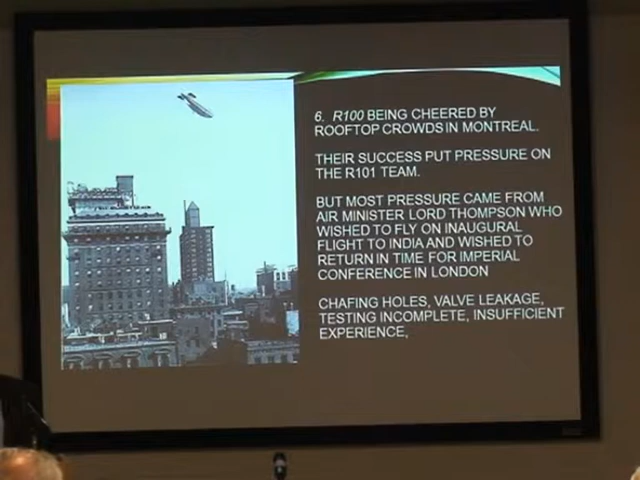 6. R100 BEING CHEERED BY
ROOFTOP CROWDS IN MONTREAL.
THEIR SUCCESS PUT PRESSURE ON
THE R101 TEAM.
BUT MOST PRESSURE CAME FROM
AIR MINISTER LORD THOMPSON WHO
WISHED TO FLY ON INAUGURAL
FLIGHT TO INDIA AND WISHED TO
RETURN IN TIME FOR IMPERIAL
CONFERENCE IN LONDON
CHAFING HOLES, VALVE LEAKAGE,
TESTING INCOMPLETE, INSUFFICIENT
EXPERIENCE,